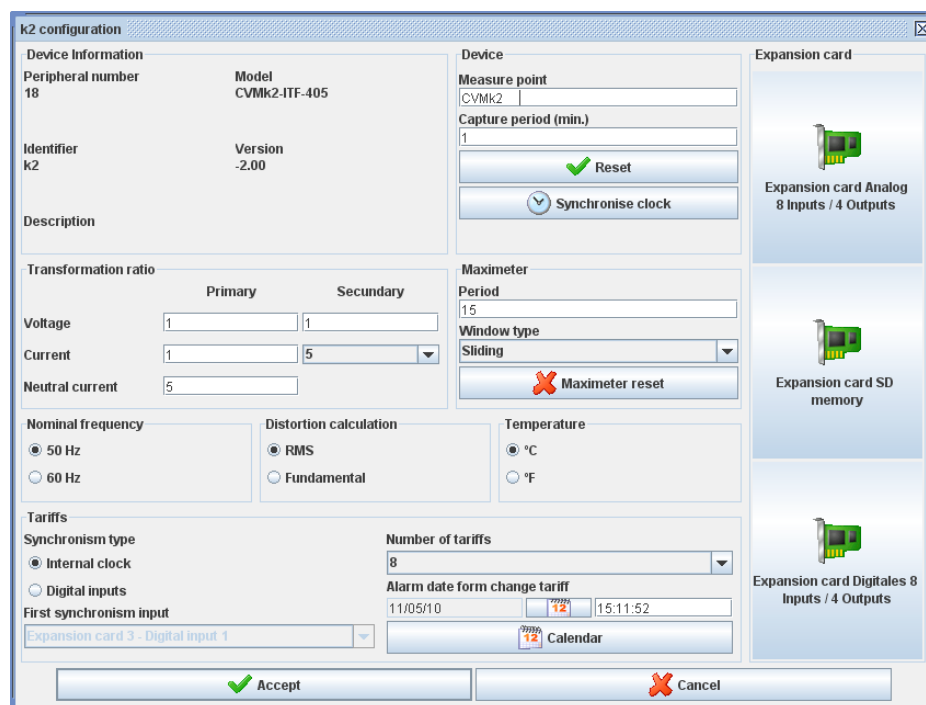 k2 configuration
Device Information
Peripheral number Model
18 CVMk2-ITF-405
Identifier Version
k2 -2.00
Description
Device
Measure point
CVMk2
Capture period (min.)
1
Reset
Synchronise clock
Transformation ratio
Primary Secundary
Voltage 1 1
Current 1 5
Neutral current 5
Maximeter
Period
15
Window type
Sliding
Maximeter reset
Nominal frequency
50 Hz
60 Hz
Distortion calculation
RMS
Fundamental
Temperature
°C
°F
Tariffs
Synchronism type
Internal clock
Digital inputs
First synchronism input
Expansion card 3 - Digital input 1
Number of tariffs
8
Alarm date form change tariff
11/05/10 12 15:11:52
12 Calendar
Expansion card
Expansion card Analog
8 Inputs / 4 Outputs
Expansion card SD
memory
Expansion card Digitales 8
Inputs / 4 Outputs
Accept Cancel